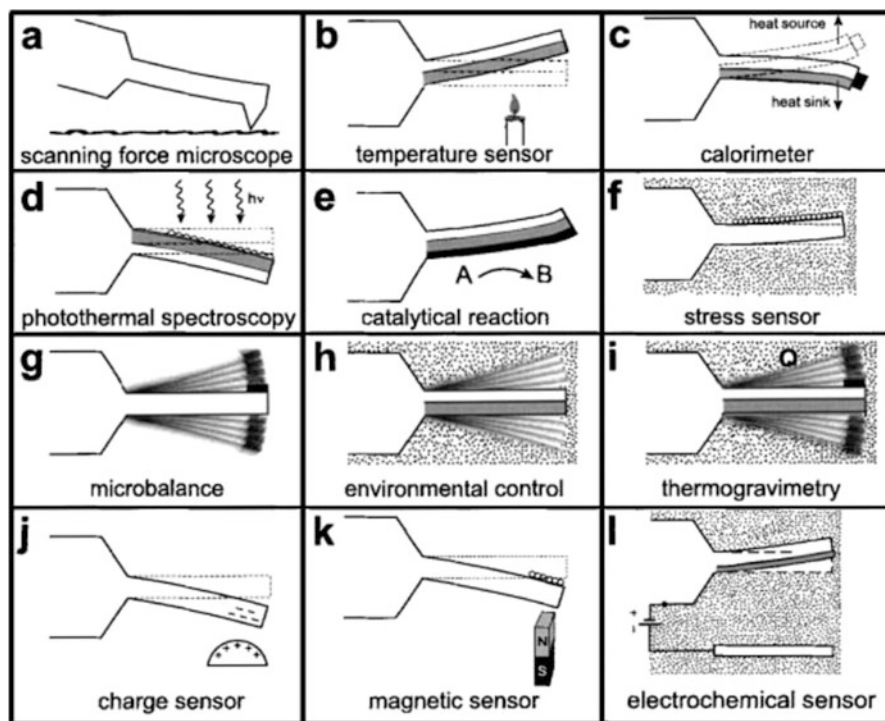 a
scanning force microscope
b
temperature sensor
c
heat source
heat sink
calorimeter
d
hν
photothermal spectroscopy
e
A B
catalytical reaction
f
stress sensor
g
microbalance
h
environmental control
i
Q
thermogravimetry
j
- - -
- - -
+ + + + +
charge sensor
k
N
S
magnetic sensor
l
+
-
electrochemical sensor